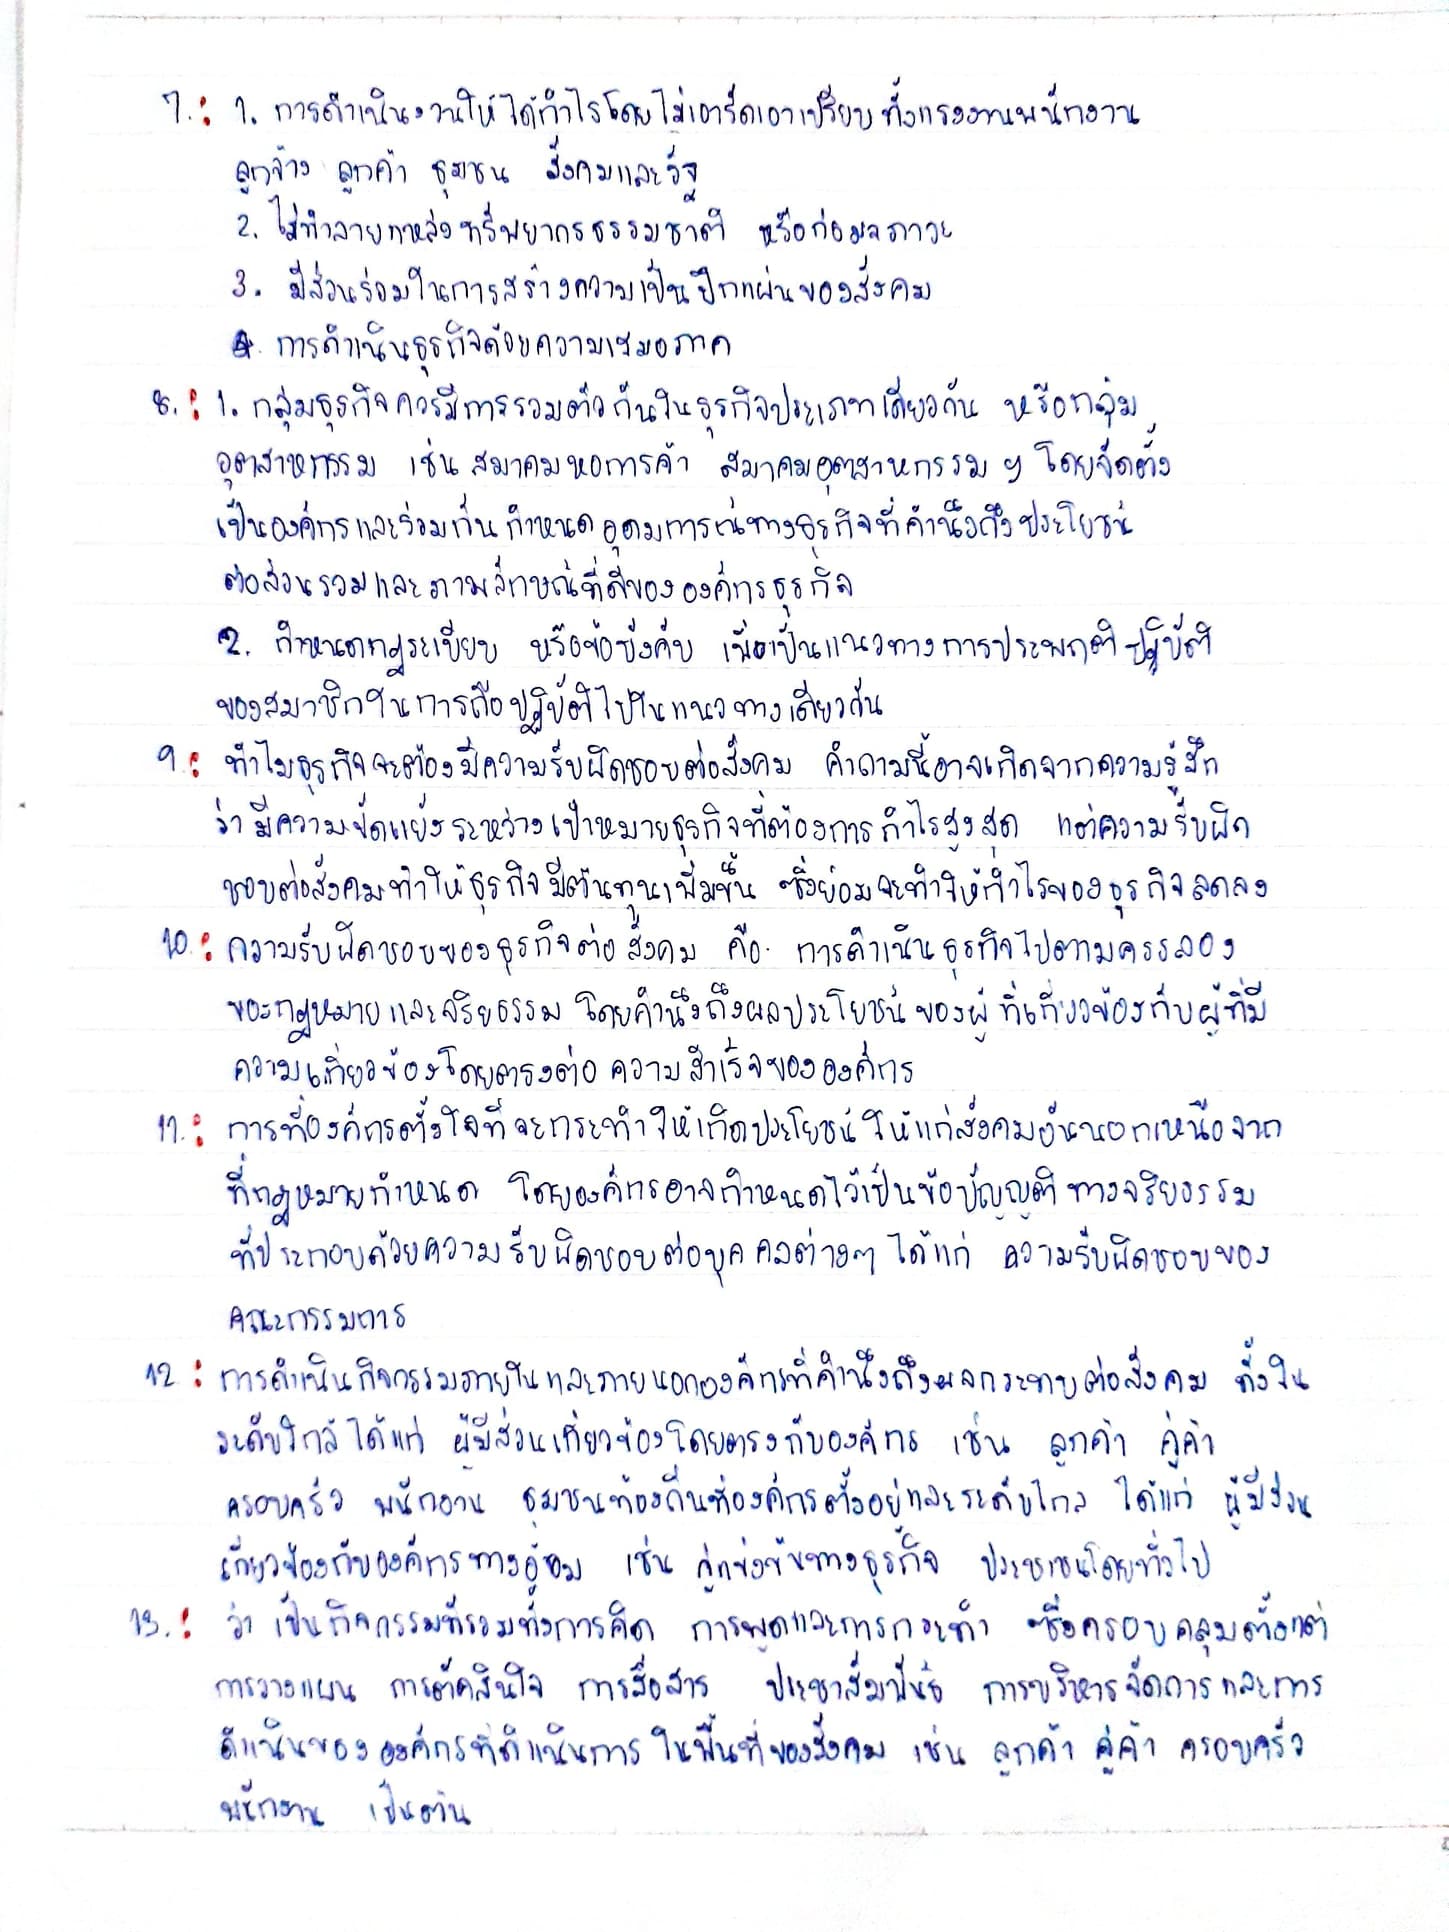 7.: 1. การดำเนินงานให้ได้กำไรโดยไม่เอารัดเอาเปรียบ ทั้งแรงงานพนักงาน
ลูกจ้าง ลูกค้า ชุมชน สังคมและรัฐ
2. ไม่ทำลายแหล่งทรัพยากรธรรมชาติ หรือก่อมลภาวะ
3. มีส่วนร่วมในการสร้างความเป็นปึกแผ่นของสังคม
4. การดำเนินธุรกิจด้วยความเสมอภาค
8.: 1. กลุ่มธุรกิจควรมีการรวมตัวกันในธุรกิจประเภทเดียวกัน หรือกลุ่ม
อุตสาหกรรม เช่น สมาคมหอการค้า สมาคมอุตสาหกรรม ฯ โดยจัดตั้ง
เป็นองค์กรและร่วมกันกำหนดอุดมการณ์ทางธุรกิจที่คำนึงถึงประโยชน์
ต่อส่วนรวมและภาพลักษณ์ที่ดีขององค์กรธุรกิจ
2. กำหนดกฎระเบียบ หรือข้อบังคับ เพื่อเป็นแนวทางการประพฤติปฏิบัติ
ของสมาชิกในการถือปฏิบัติไปในแนวทางเดียวกัน
9.: ทำไมธุรกิจจะต้องมีความรับผิดชอบต่อสังคม คำถามนี้อาจเกิดจากความรู้สึก
ว่ามีความขัดแย้งระหว่างเป้าหมายธุรกิจที่ต้องการกำไรสูงสุด แต่ความรับผิด
ชอบต่อสังคมทำให้ธุรกิจมีต้นทุนเพิ่มขึ้น ซึ่งย่อมจะทำให้กำไรของธุรกิจลดลง
10.: ความรับผิดชอบของธุรกิจต่อสังคม คือ การดำเนินธุรกิจไปตามครรลอง
ของกฎหมายและจริยธรรม โดยคำนึงถึงผลประโยชน์ของผู้ที่เกี่ยวข้องกับผู้ที่มี
ความเกี่ยวข้องโดยตรงต่อความสำเร็จขององค์กร
11.: การที่องค์กรตั้งใจที่จะกระทำให้เกิดประโยชน์ให้แก่สังคมอันนอกเหนือจาก
ที่กฎหมายกำหนด โดยองค์กรอาจกำหนดไว้เป็นข้อบัญญัติทางจริยธรรม
ที่ประกอบด้วยความรับผิดชอบต่อบุคคลต่างๆ ได้แก่ ความรับผิดชอบของ
คณะกรรมการ
12: การดำเนินกิจกรรมภายในและภายนอกองค์กรที่คำนึงถึงผลกระทบต่อสังคม ทั้งใน
ระดับใกล้ ได้แก่ ผู้มีส่วนเกี่ยวข้องโดยตรงกับองค์กร เช่น ลูกค้า คู่ค้า
ครอบครัว พนักงาน ชุมชนท้องถิ่นที่องค์กรตั้งอยู่และระดับไกล ได้แก่ ผู้มีส่วน
เกี่ยวข้องกับองค์กรทางอ้อม เช่น คู่แข่งขันทางธุรกิจ ประชาชนโดยทั่วไป
13.: ว่า เป็นกิจกรรมที่รวมทั้งการคิด การพูดและการกระทำ ซึ่งครอบคลุมตั้งแต่
การวางแผน การตัดสินใจ การสื่อสาร ประชาสัมพันธ์ การบริหารจัดการและการ
ดำเนินขององค์กรที่ดำเนินการในพื้นที่ของสังคม เช่น ลูกค้า คู่ค้า ครอบครัว
พนักงาน เป็นต้น